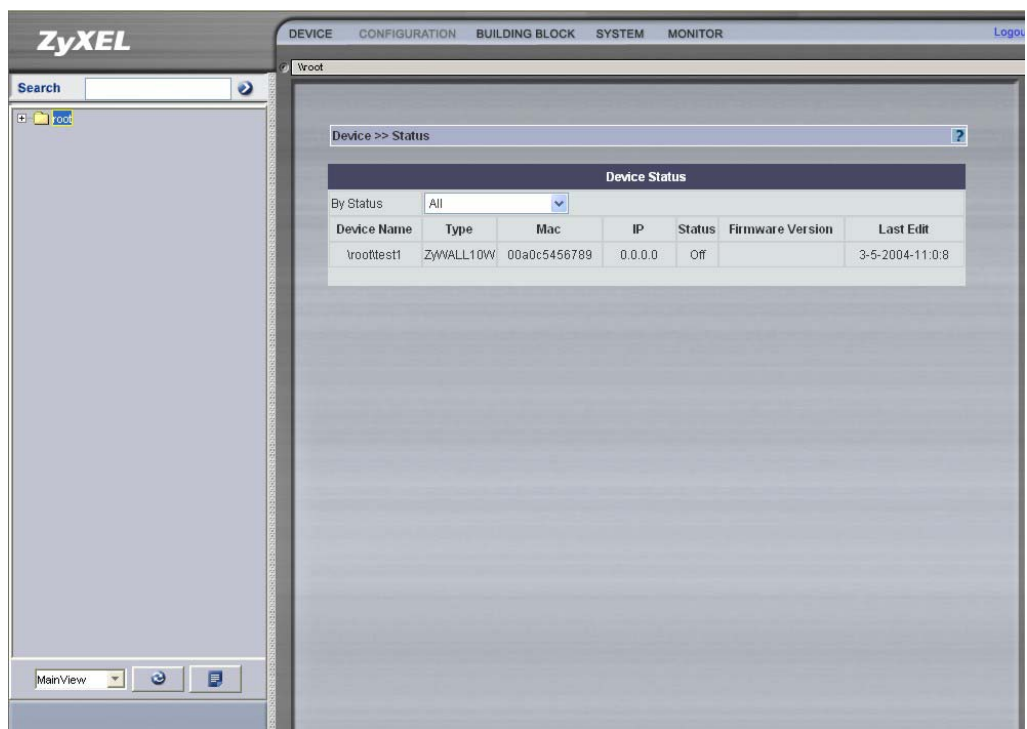 ZyXEL
DEVICE CONFIGURATION BUILDING BLOCK SYSTEM MONITOR Logou
\\root
Search
root
Device >> Status ?
Device Status
By Status All
Device Name Type Mac IP Status Firmware Version Last Edit
\root\test1 ZyWALL10W 00a0c5456789 0.0.0.0 Off 3-5-2004-11:0:8
MainView